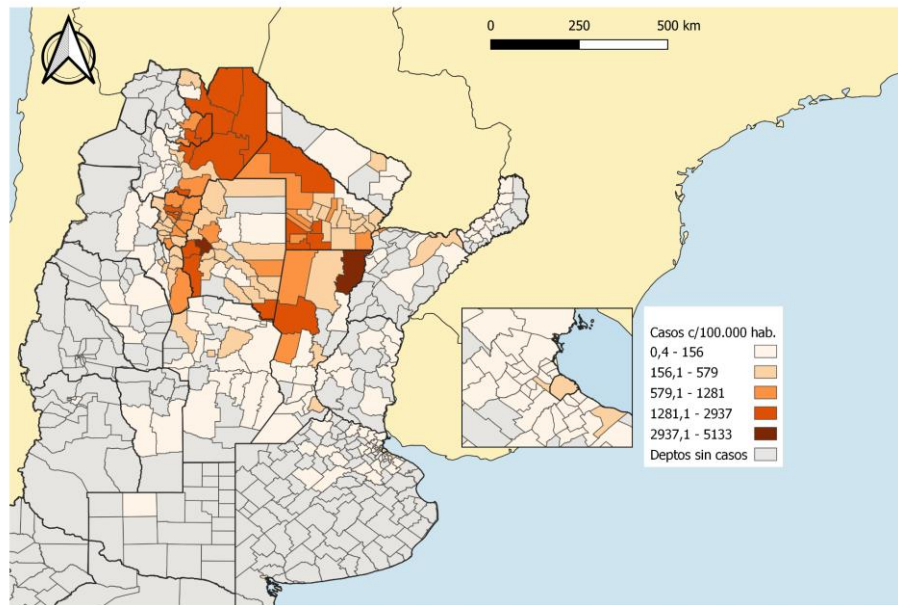 0 250 500 km
Casos c/100.000 hab.
0,4 - 156
156,1 - 579
579,1 - 1281
1281,1 - 2937
2937,1 - 5133
Deptos sin casos